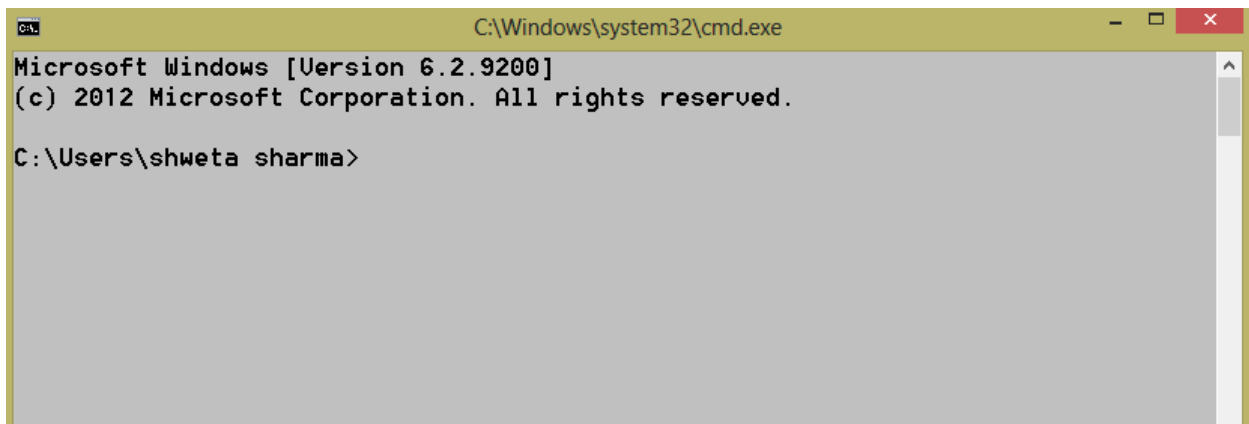 C:\Windows\system32\cmd.exe
Microsoft Windows [Version 6.2.9200]
(c) 2012 Microsoft Corporation. All rights reserved.
C:\Users\shweta sharma>